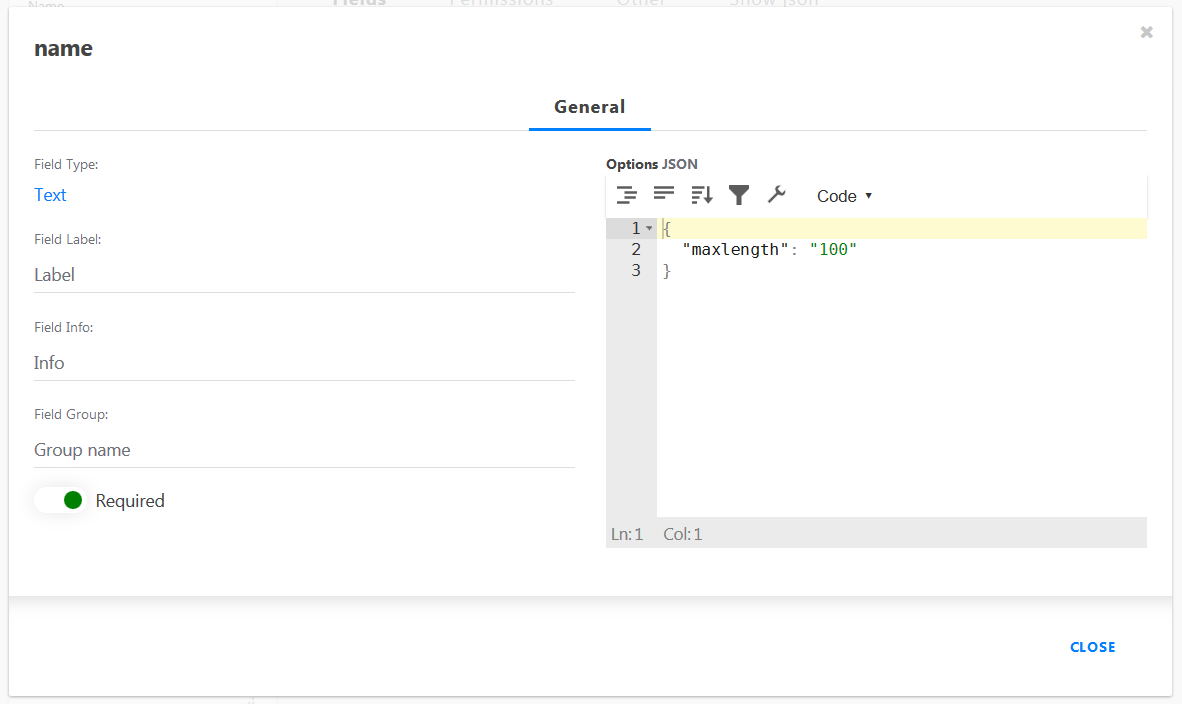 Name
Fields Permissions Other Show json
name
General
Field Type:
Text
Field Label:
Label
Field Info:
Info
Field Group:
Group name
Required
Options JSON
Code
1 {
2 "maxlength": "100"
3 }
Ln: 1 Col: 1
CLOSE